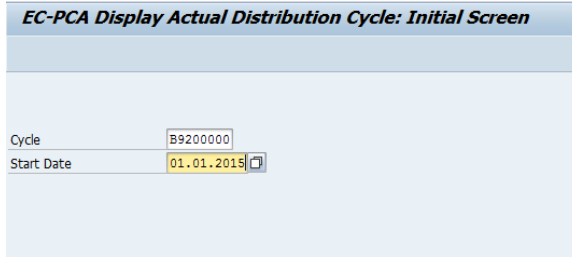 EC-PCA Display Actual Distribution Cycle: Initial Screen
Cycle B9200000
Start Date 01.01.2015